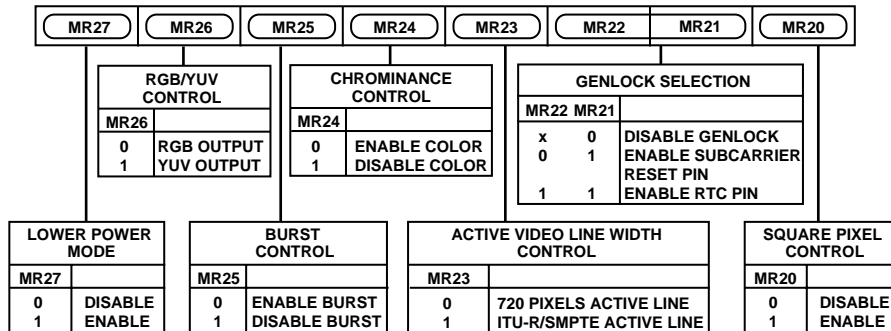 MR27 MR26 MR25 MR24 MR23 MR22 MR21 MR20
RGB/YUV
CONTROL
MR26
0 RGB OUTPUT
1 YUV OUTPUT
CHROMINANCE
CONTROL
MR24
0 ENABLE COLOR
1 DISABLE COLOR
GENLOCK SELECTION
MR22 MR21
x 0 DISABLE GENLOCK
0 1 ENABLE SUBCARRIER
RESET PIN
1 1 ENABLE RTC PIN
LOWER POWER
MODE
MR27
0 DISABLE
1 ENABLE
BURST
CONTROL
MR25
0 ENABLE BURST
1 DISABLE BURST
ACTIVE VIDEO LINE WIDTH
CONTROL
MR23
0 720 PIXELS ACTIVE LINE
1 ITU-R/SMPTE ACTIVE LINE
SQUARE PIXEL
CONTROL
MR20
0 DISABLE
1 ENABLE